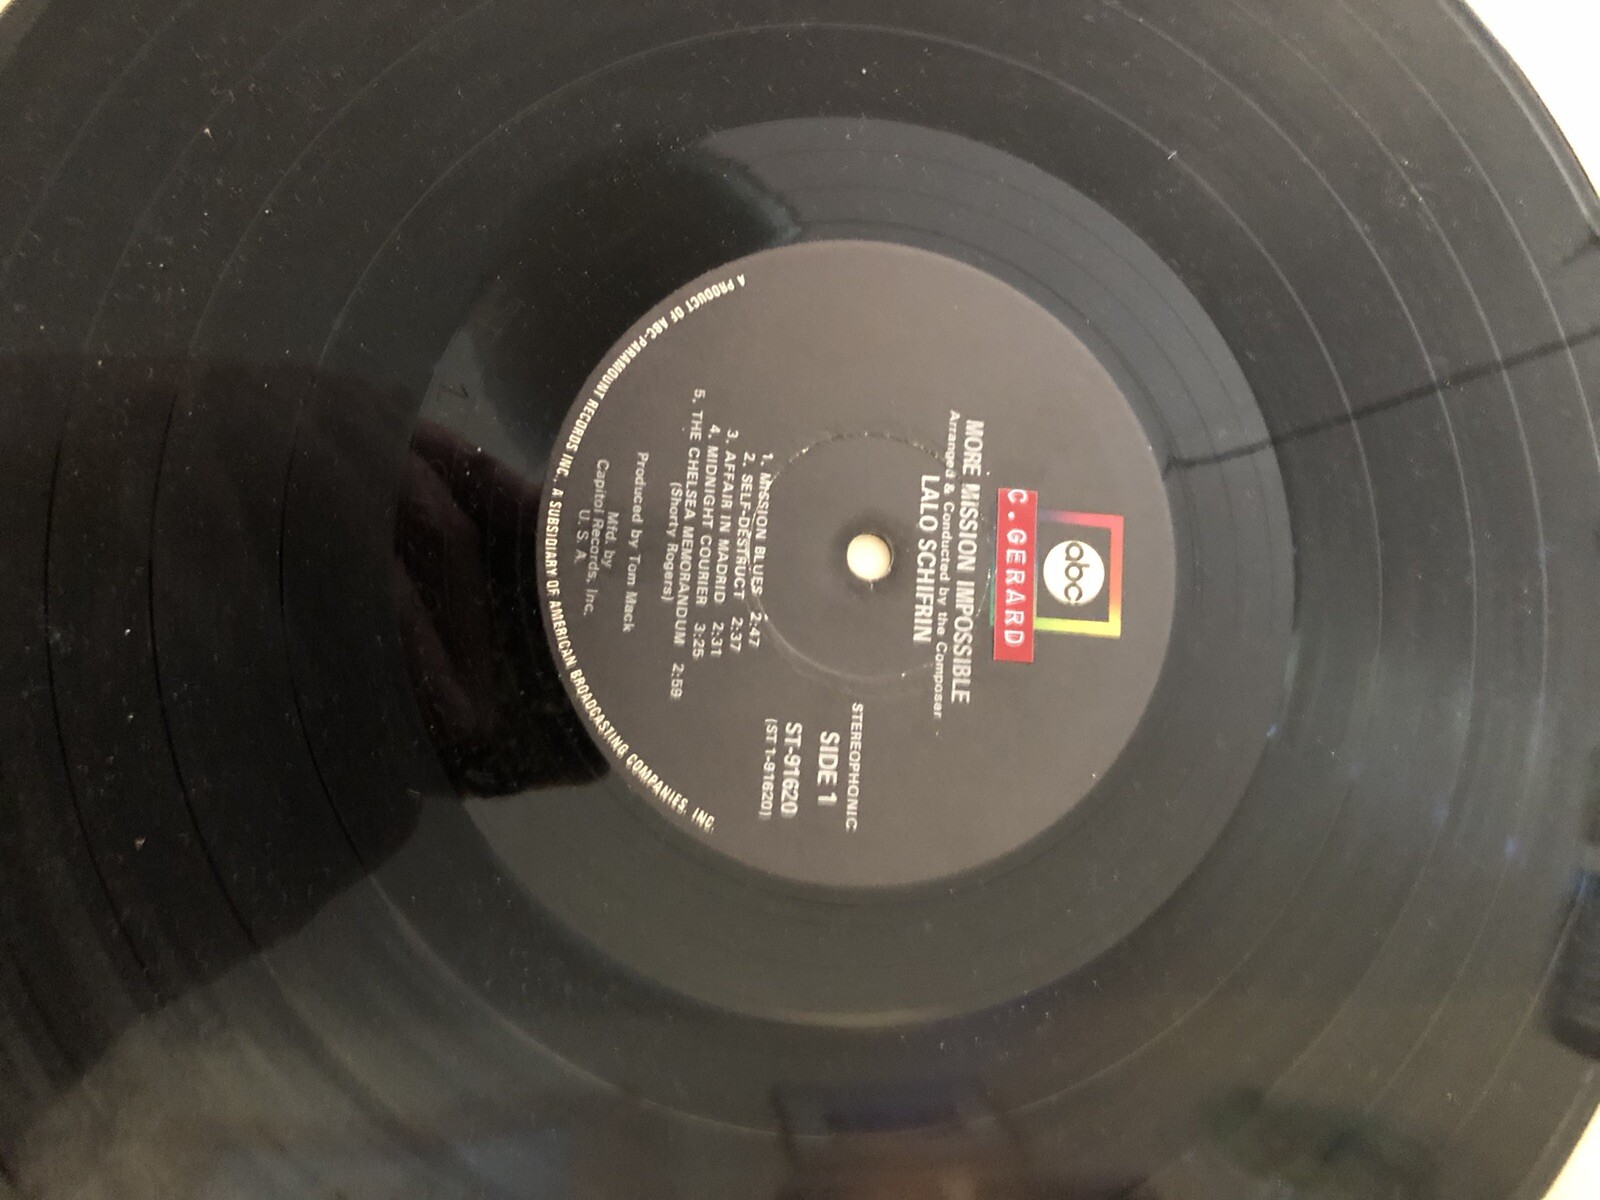 abc
C. GERARD
MORE MISSION IMPOSSIBLE
Arranged & Conducted by the Composer
LALO SCHIFRIN
STEREOPHONIC
SIDE 1
ST-91620
(ST 1-91620)
1. MISSION BLUES 2:47
2. SELF-DESTRUCT 2:37
3. AFFAIR IN MADRID 2:31
4. MIDNIGHT COURIER 3:25
5. THE CHELSEA MEMORANDUM 2:59
(Shorty Rogers)
Produced by Tom Mack
Mfd. by
Capitol Records, Inc.
U. S. A.
A PRODUCT OF ABC-PARAMOUNT RECORDS INC. A SUBSIDIARY OF AMERICAN BROADCASTING COMPANIES, INC.